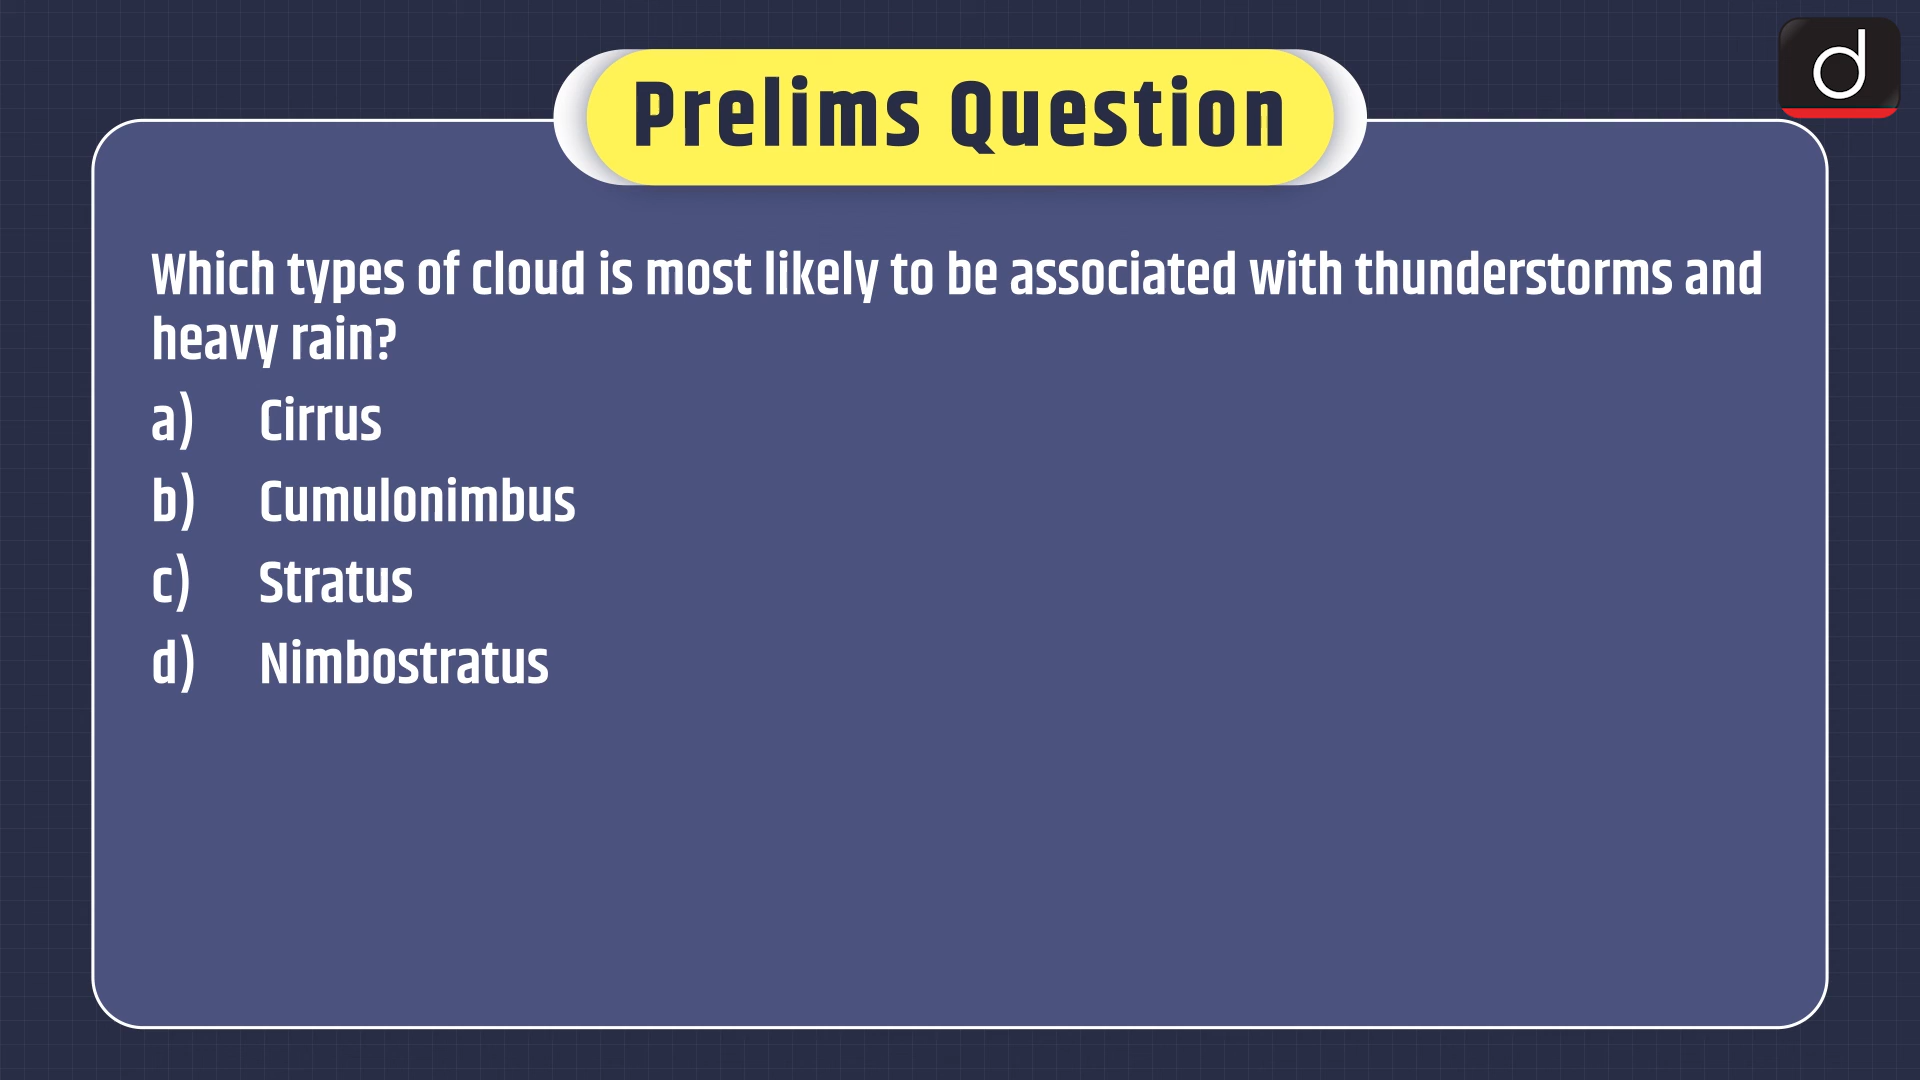 d
Prelims Question
Which types of cloud is most likely to be associated with thunderstorms and
heavy rain?
a) Cirrus
b) Cumulonimbus
c) Stratus
d) Nimbostratus